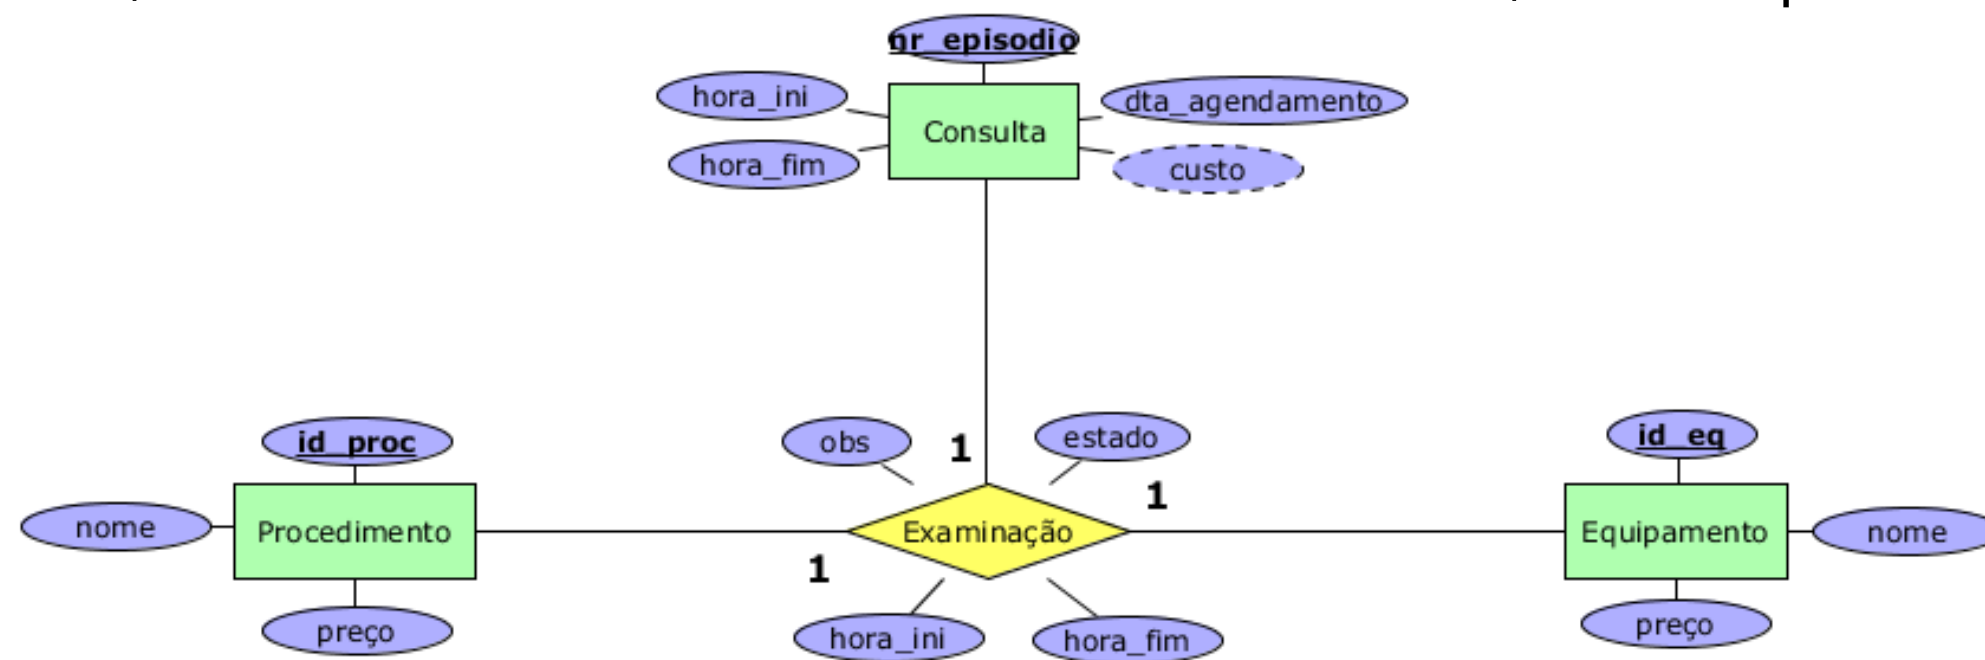 nr_episodio
hora_ini
dta_agendamento
Consulta
hora_fim
custo
id_proc
obs
1
estado
id_eq
1
nome
Procedimento
Examinação
Equipamento
nome
1
preço
hora_ini
hora_fim
preço